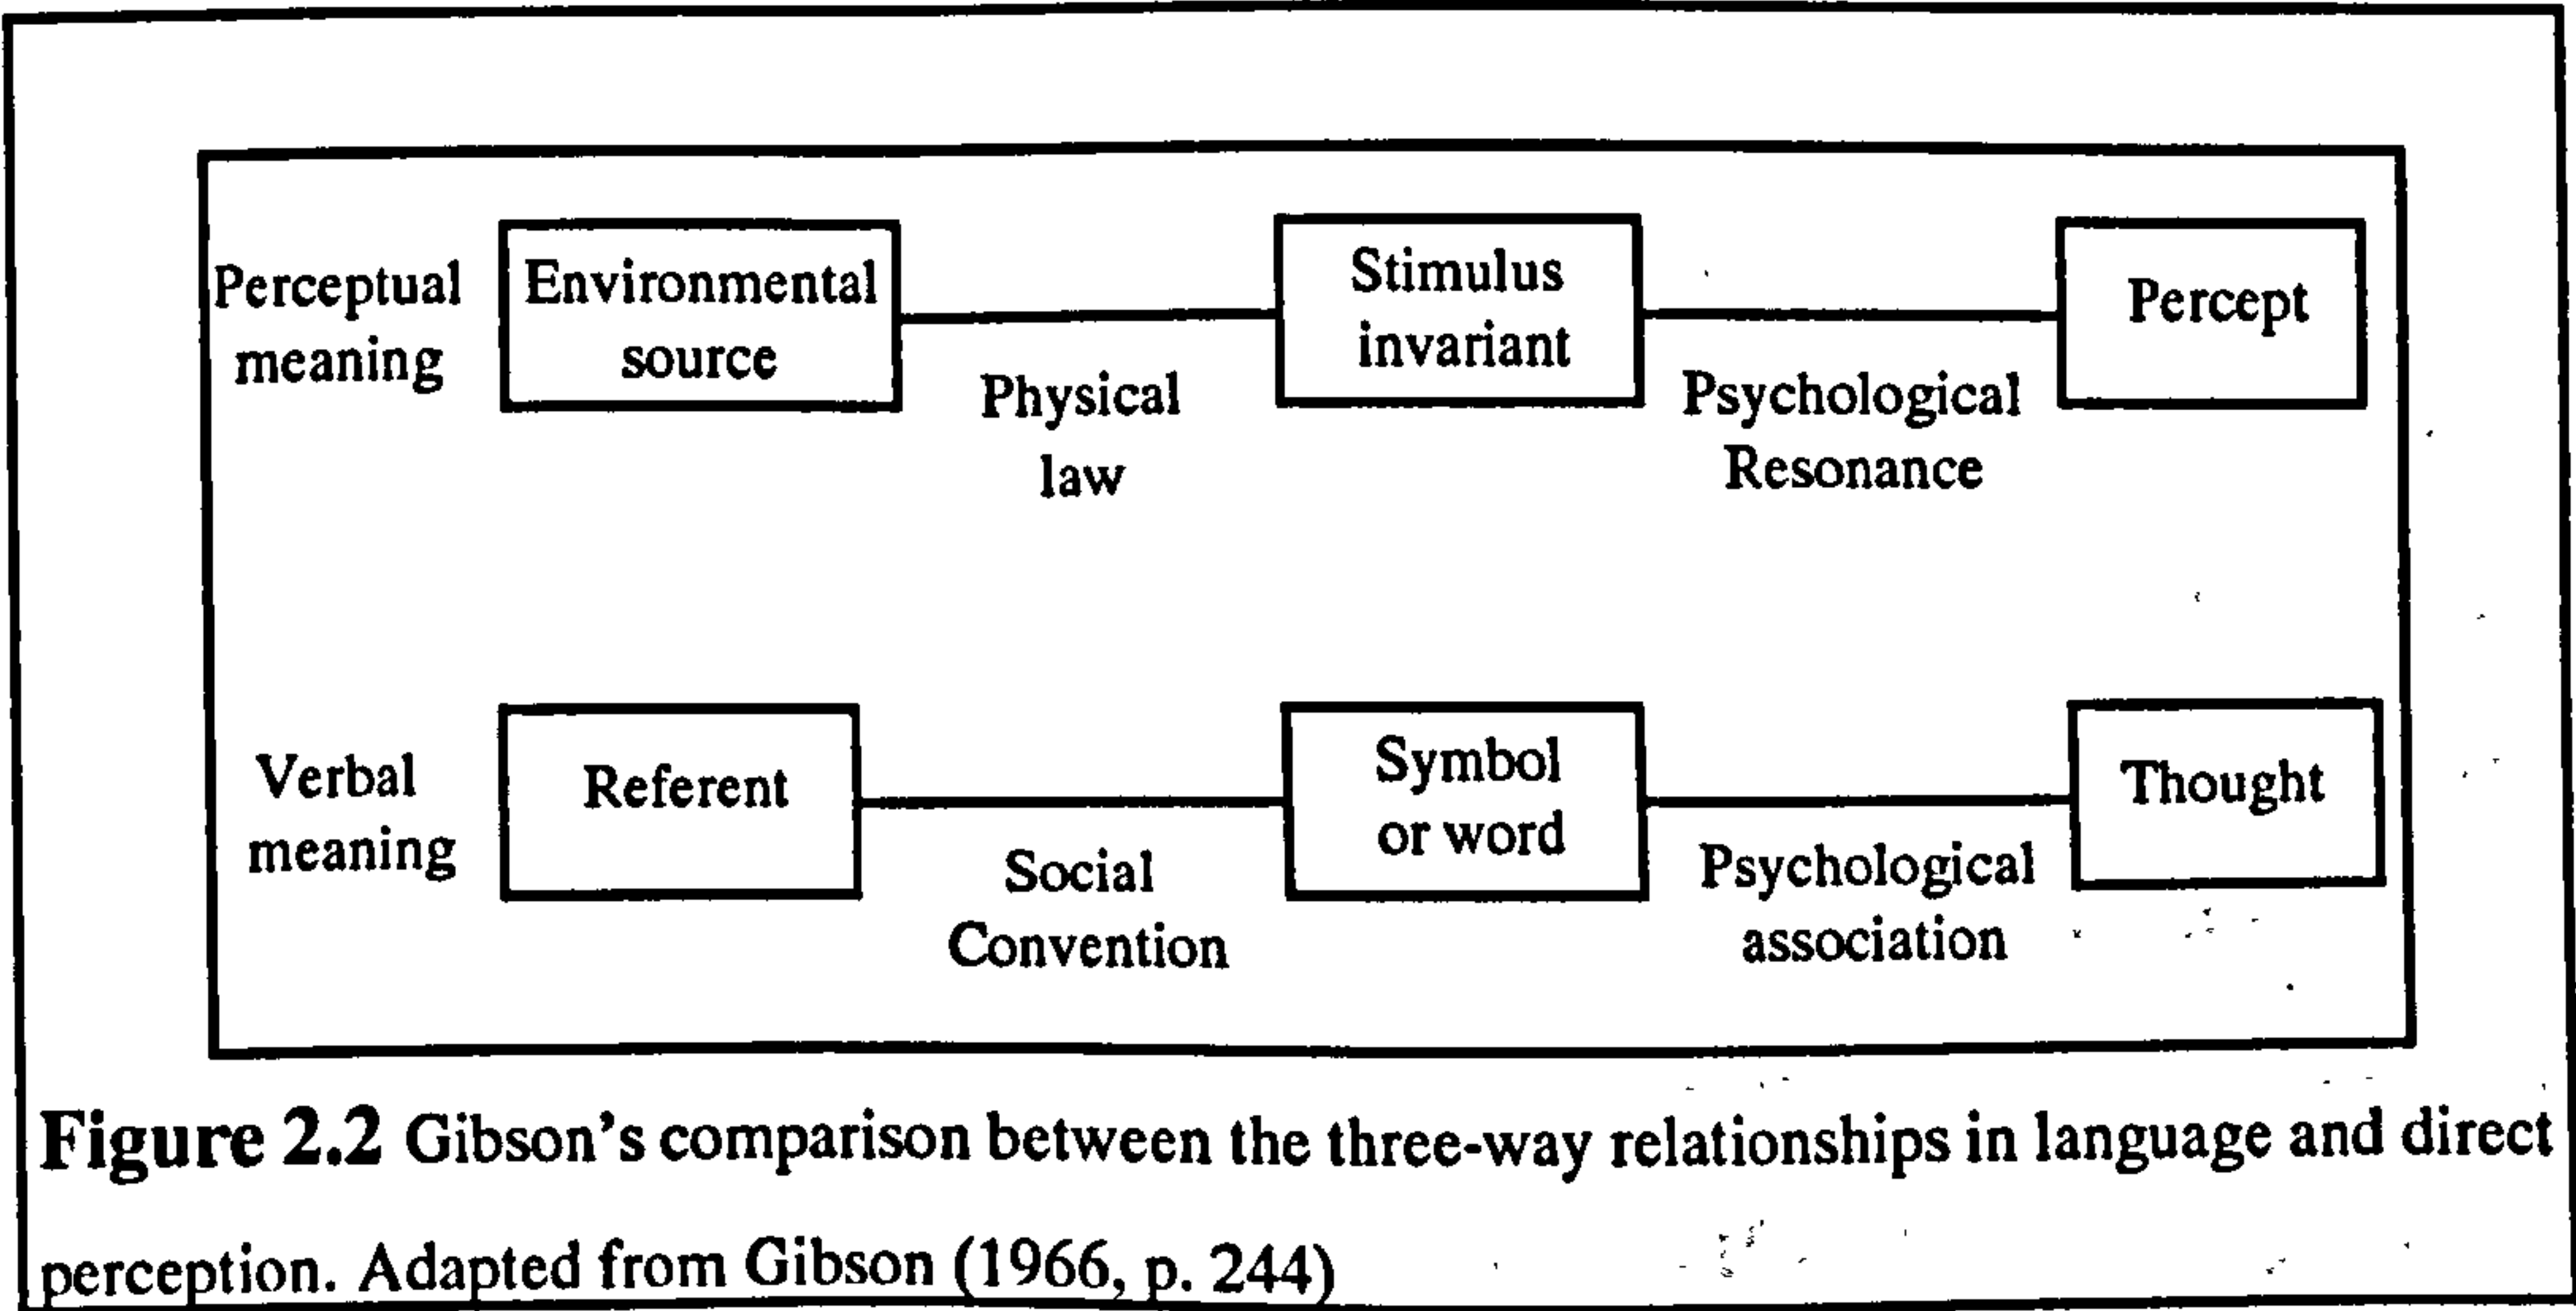 Perceptual
meaning
Environmental
source
Physical
law
Stimulus
invariant
Psychological
Resonance
Percept
Verbal
meaning
Referent
Social
Convention
Symbol
or word
Psychological
association
Thought
Figure 2.2 Gibson's comparison between the three-way relationships in language and direct
perception. Adapted from Gibson (1966, p. 244)